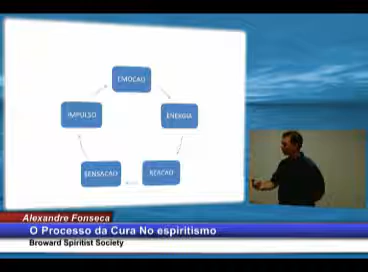 EMOCAO
ENERGIA
REACAO
SENSACAO
IMPULSO
Alexandre Fonseca
O Processo da Cura No espiritismo
Broward Spiritist Society